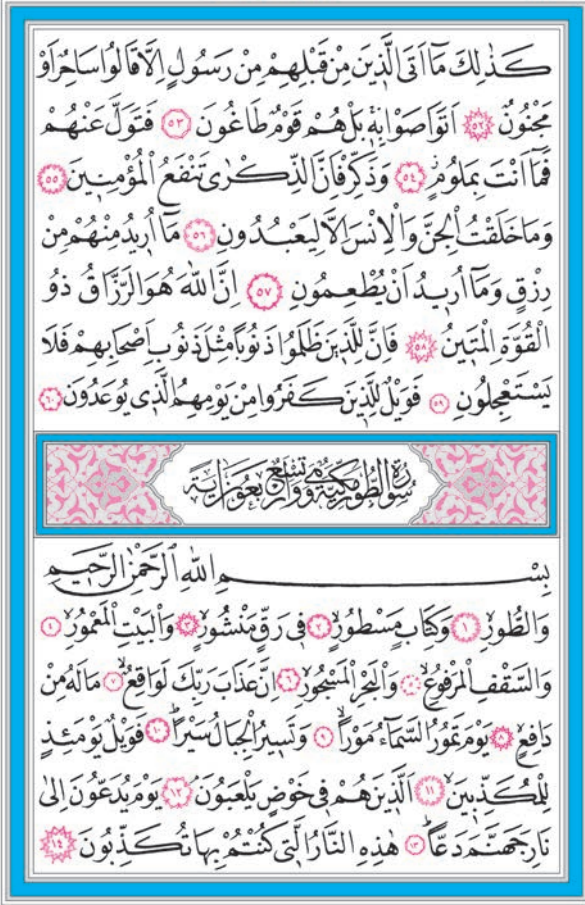 كَذٰلِكَ مَٓا اَتَى الَّذٖينَ مِنْ قَبْلِهِمْ مِنْ رَسُولٍ اِلَّا قَالُوا سَاحِرٌ اَوْ
مَجْنُونٌ ﴿٥٢﴾ اَتَوَاصَوْا بِهٖ بَلْ هُمْ قَوْمٌ طَاغُونَ ﴿٥٣﴾ فَتَوَلَّ عَنْهُمْ
فَمَٓا اَنْتَ بِمَلُومٍ ﴿٥٤﴾ وَذَكِّرْ فَاِنَّ الذِّكْرٰى تَنْفَعُ الْمُؤْمِنٖينَ ﴿٥٥﴾
وَمَا خَلَقْتُ الْجِنَّ وَالْاِنْسَ اِلَّا لِيَعْبُدُونِ ﴿٥٦﴾ مَٓا اُرٖيدُ مِنْهُمْ مِنْ
رِزْقٍ وَمَٓا اُرٖيدُ اَنْ يُطْعِمُونِ ﴿٥٧﴾ اِنَّ اللّٰهَ هُوَ الرَّزَّاقُ ذُو
الْقُوَّةِ الْمَتٖينُ ﴿٥٨﴾ فَاِنَّ لِلَّذٖينَ ظَلَمُوا ذَنُوبًا مِثْلَ ذَنُوبِ اَصْحَابِهِمْ فَلَا
يَسْتَعْجِلُونِ ﴿٥٩﴾ فَوَيْلٌ لِلَّذٖينَ كَفَرُوا مِنْ يَوْمِهِمُ الَّذٖى يُوعَدُونَ ﴿٦٠﴾
سُورَةُ الطُّورِ مَكِّيَّةٌ وَهِيَ تِسْعٌ وَاَرْبَعُونَ اٰيَةً
بِسْمِ اللّٰهِ الرَّحْمٰنِ الرَّحٖيمِ
وَالطُّورِ ﴿١﴾ وَكِتَابٍ مَسْطُورٍ ﴿٢﴾ فٖى رَقٍّ مَنْشُورٍ ﴿٣﴾ وَالْبَيْتِ الْمَعْمُورِ ﴿٤﴾
وَالسَّقْفِ الْمَرْفُوعِ ﴿٥﴾ وَالْبَحْرِ الْمَسْجُورِ ﴿٦﴾ اِنَّ عَذَابَ رَبِّكَ لَوَاقِعٌ ﴿٧﴾ مَا لَهُ مِنْ
دَافِعٍ ﴿٨﴾ يَوْمَ تَمُورُ السَّمَٓاءُ مَوْرًا ﴿٩﴾ وَتَسٖيرُ الْجِبَالُ سَيْرًا ﴿١٠﴾ فَوَيْلٌ يَوْمَئِذٍ
لِلْمُكَذِّبٖينَ ﴿١١﴾ اَلَّذٖينَ هُمْ فٖى خَوْضٍ يَلْعَبُونَ ﴿١٢﴾ يَوْمَ يُدَعُّونَ اِلٰى
نَارِ جَهَنَّمَ دَعًّا ﴿١٣﴾ هٰذِهِ النَّارُ الَّتٖى كُنْتُمْ بِهَا تُكَذِّبُونَ ﴿١٤﴾